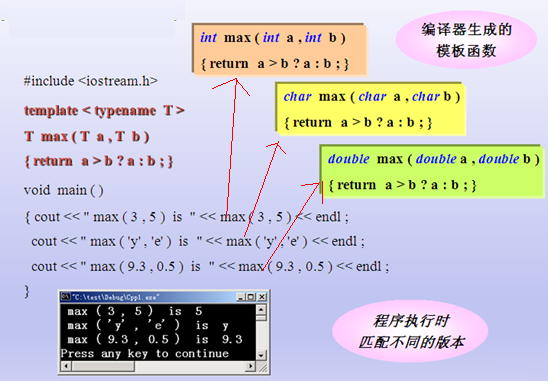 int max ( int a , int b )
{ return a > b ? a : b ; }
编译器生成的
模板函数
#include <iostream.h>
template < typename T >
T max ( T a , T b )
{ return a > b ? a : b ; }
char max ( char a , char b )
{ return a > b ? a : b ; }
double max ( double a , double b )
{ return a > b ? a : b ; }
void main ( )
{ cout << " max ( 3 , 5 ) is " << max ( 3 , 5 ) << endl ;
cout << " max ( 'y' , 'e' ) is " << max ( 'y' , 'e' ) << endl ;
cout << " max ( 9.3 , 0.5 ) is " << max ( 9.3 , 0.5 ) << endl ;
}
"C:\test\Debug\Cpp1.exe"
max ( 3 , 5 ) is 5
max ( 'y' , 'e' ) is y
max ( 9.3 , 0.5 ) is 9.3
Press any key to continue
程序执行时
匹配不同的版本